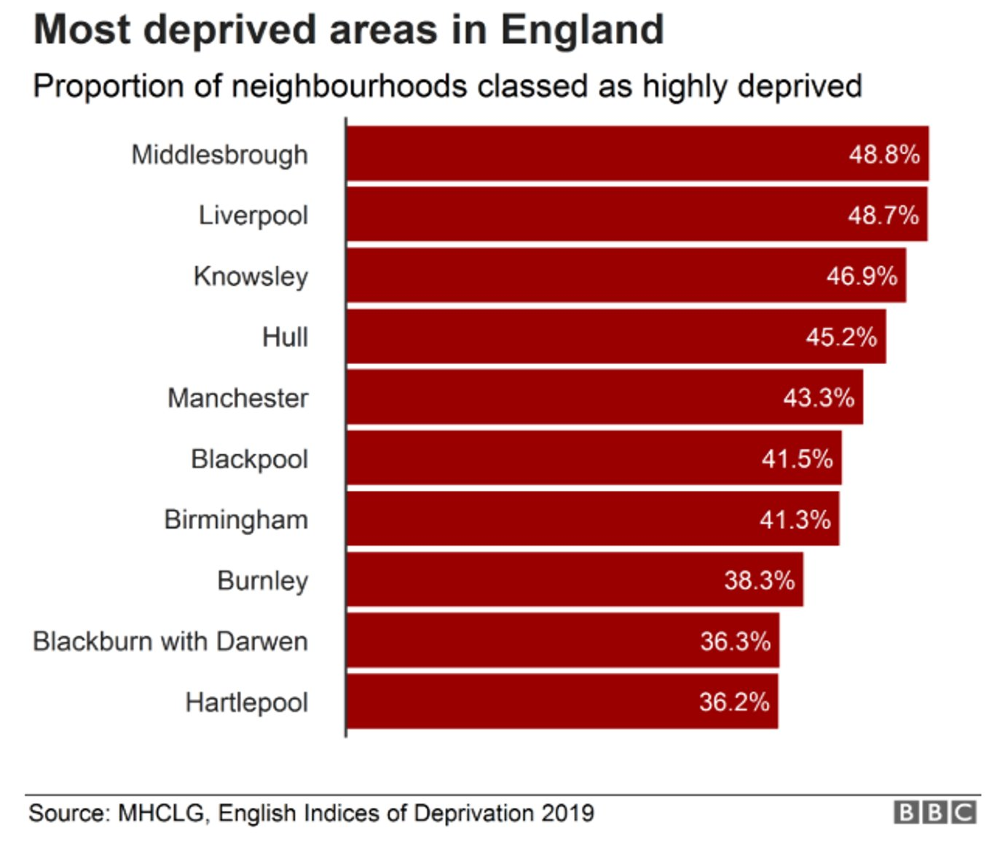 Most deprived areas in England
Proportion of neighbourhoods classed as highly deprived
Middlesbrough 48.8%
Liverpool 48.7%
Knowsley 46.9%
Hull 45.2%
Manchester 43.3%
Blackpool 41.5%
Birmingham 41.3%
Burnley 38.3%
Blackburn with Darwen 36.3%
Hartlepool 36.2%
Source: MHCLG, English Indices of Deprivation 2019 BBC